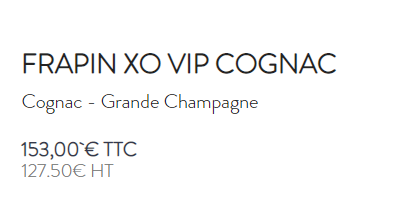 FRAPIN XO VIP COGNAC
Cognac - Grande Champagne
153,00`€ TTC
127.50€ HT